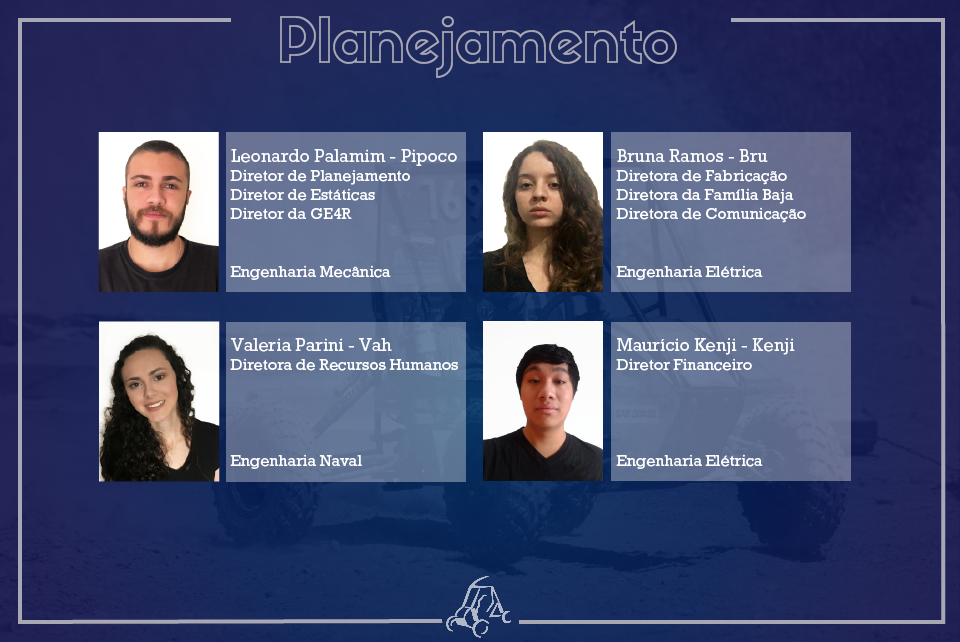 Planejamento
Leonardo Palamim - Pipoco
Diretor de Planejamento
Diretor de Estáticas
Diretor da GE4R
Engenharia Mecânica
Bruna Ramos - Bru
Diretora de Fabricação
Diretora da Família Baja
Diretora de Comunicação
Engenharia Elétrica
Valeria Parini - Vah
Diretora de Recursos Humanos
Engenharia Naval
Maurício Kenji - Kenji
Diretor Financeiro
Engenharia Elétrica